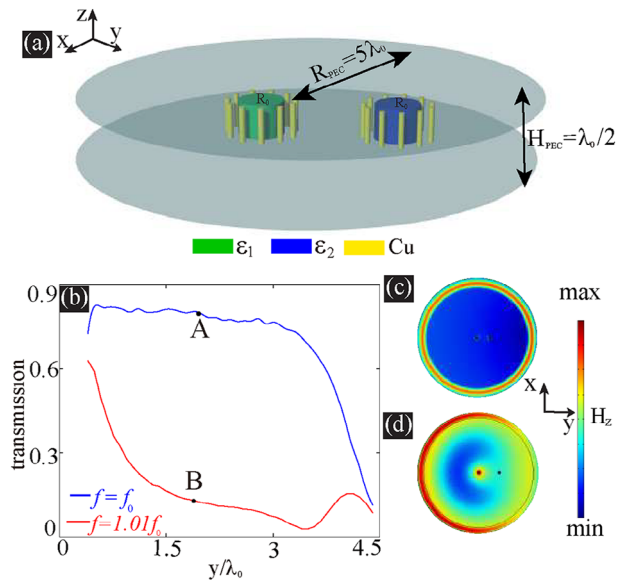 (a)
z
x
y
R₀
R₀
R_PEC=5λ₀
H_PEC=λ₀/2
ε₁ ε₂ Cu
(b)
0.9
0.6
0.3
0
transmission
A
B
f=f₀
f=1.01f₀
0 1.5 3 4.5
y/λ₀
(c)
(d)
x
y
max
H_z
min